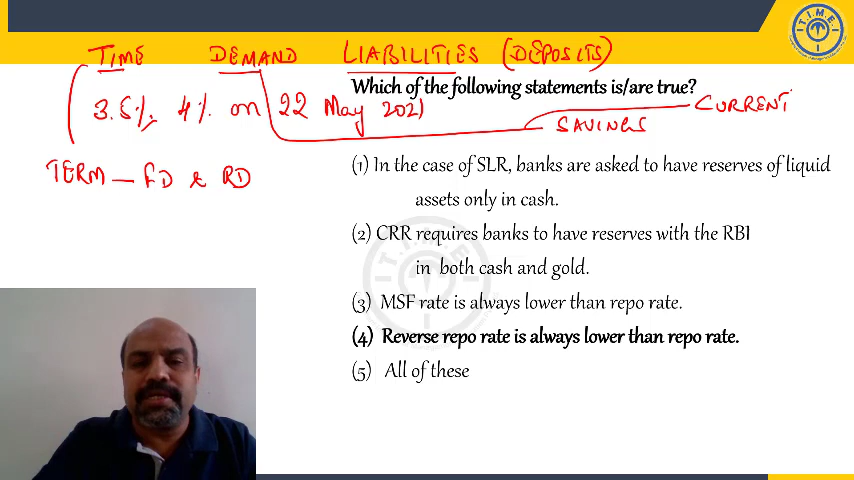 T.I.M.E.
TIME DEMAND LIABILITIES (DEPOSITS)
Which of the following statements is/are true?
3.5% 4% on 22 May 2021
CURRENT
SAVINGS
TERM — FD & RD
(1) In the case of SLR, banks are asked to have reserves of liquid
assets only in cash.
(2) CRR requires banks to have reserves with the RBI
in both cash and gold.
(3) MSF rate is always lower than repo rate.
(4) Reverse repo rate is always lower than repo rate.
(5) All of these
T.I.M.E.